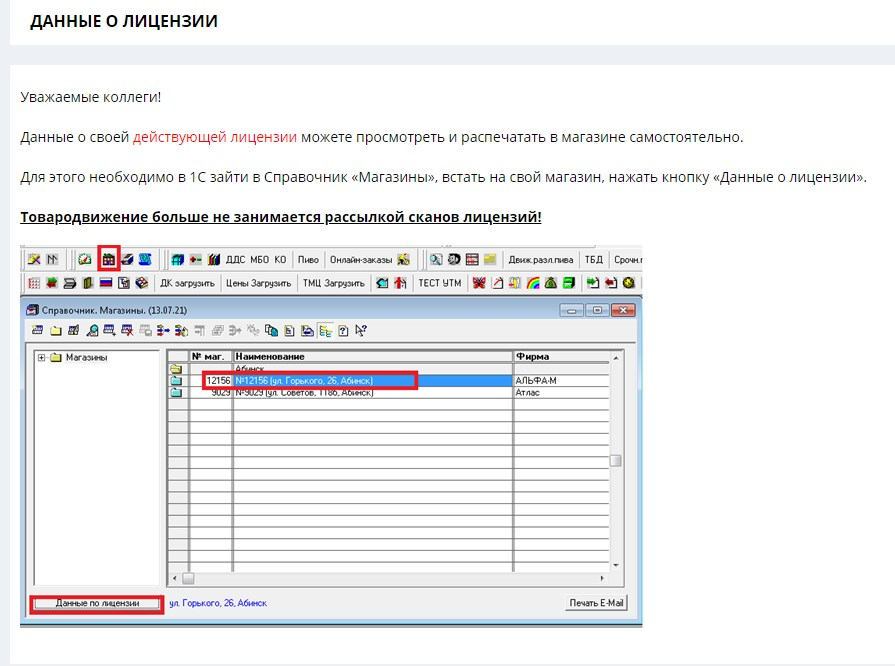 ДАННЫЕ О ЛИЦЕНЗИИ
Уважаемые коллеги!
Данные о своей действующей лицензии можете просмотреть и распечатать в магазине самостоятельно.
Для этого необходимо в 1С зайти в Справочник «Магазины», встать на свой магазин, нажать кнопку «Данные о лицензии».
Товародвижение больше не занимается рассылкой сканов лицензий!
ДДС МБО КО Пиво Онлайн-заказы Движ.разл.пива ТБД Срочн.
ДК загрузить Цены Загрузить ТМЦ Загрузить ТЕСТ УТМ
Справочник. Магазины. (13.07.21)
Магазины
№ маг. Наименование Фирма
Абинск
12156 №12156 (ул. Горького, 26, Абинск) АЛЬФА-М
9029 №9029 (ул. Советов, 118б, Абинск) Атлас
Данные по лицензии ул. Горького, 26, Абинск Печать E-Mail